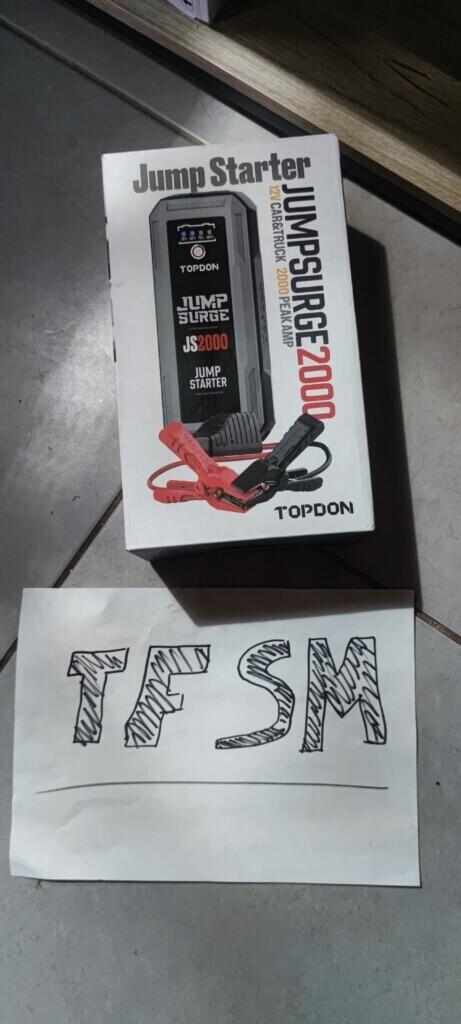 Jump Starter
JUMPSURGE2000
12V CAR&TRUCK 2000 PEAK AMP
TOPDON
JUMP
SURGE
JS2000
JUMP
STARTER
TOPDON
TFSM